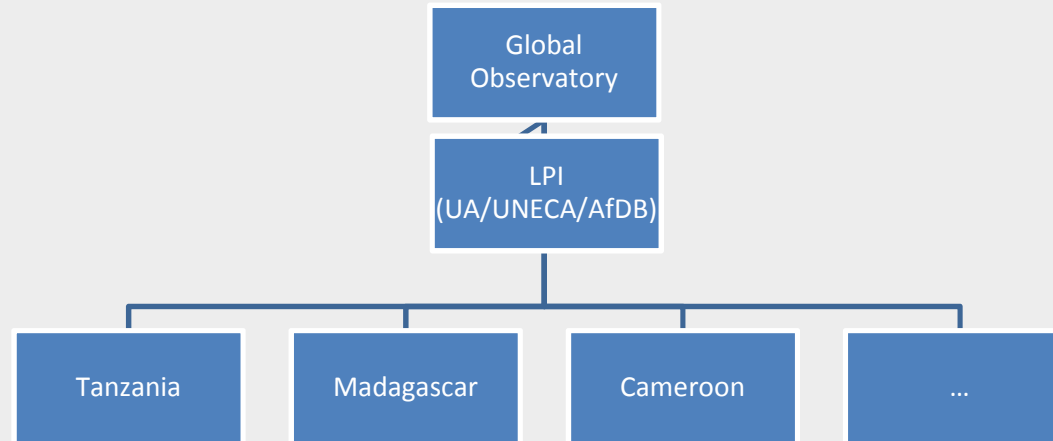 Global
Observatory
LPI
(UA/UNECA/AfDB)
Tanzania
Madagascar
Cameroon
...